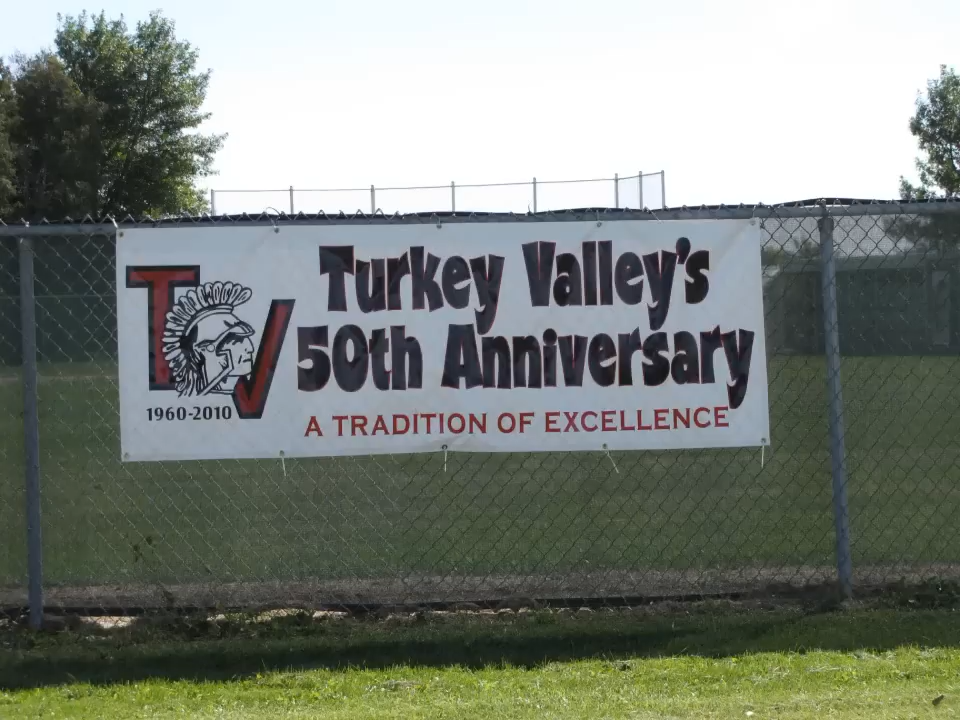 TV
1960-2010
Turkey Valley's
50th Anniversary
A TRADITION OF EXCELLENCE